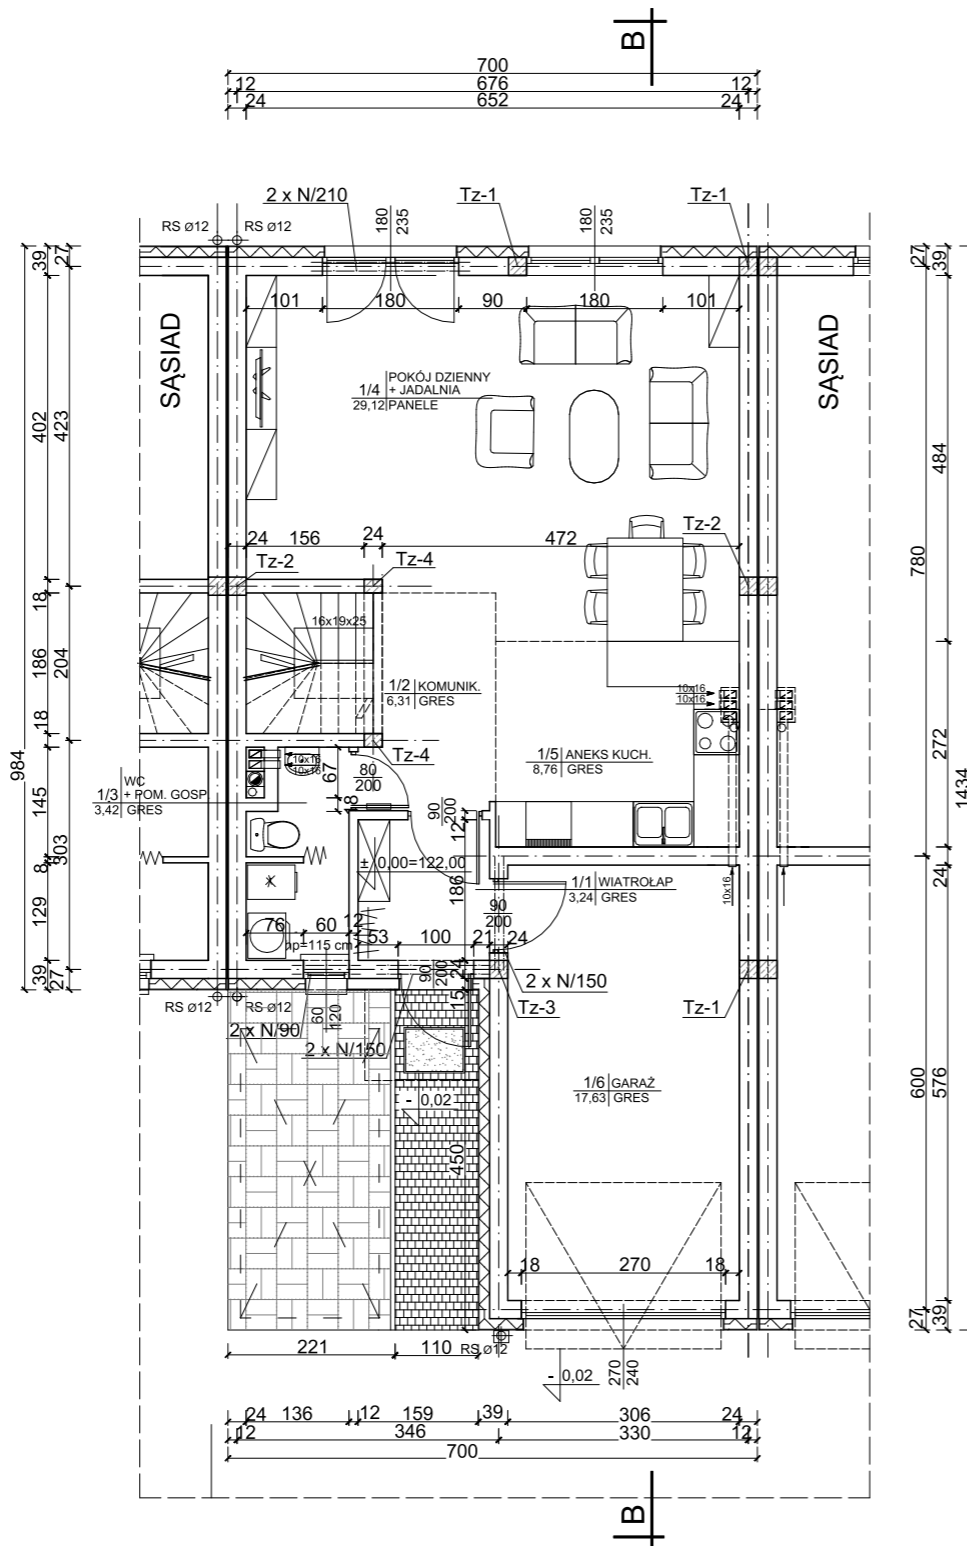 B
700
12 676 12
24 652 24
2 x N/210
Tz-1
Tz-1
RS Ø12
RS Ø12
180
235
180
235
39
27
27
39
101 180 90 180 101
SĄSIAD
SĄSIAD
1/4 POKÓJ DZIENNY
+ JADALNIA
29,12 PANELE
402
423
484
24 156 24 472
Tz-2
Tz-2
Tz-4
780
18
16x19x25
186
204
1/2 KOMUNIK.
6,31 GRES
10x16
10x16
18
984
Tz-4
1/5 ANEKS KUCH.
8,76 GRES
272
1434
10x16
10x16
67
80
200
WC
1/3 + POM. GOSP
3,42 GRES
145
18
90
200
12
303
± 0,00=122,00
8
186
1/1 WIATROŁAP
3,24 GRES
24
10x16
129
90
200
76 60 12 53 100 21 24
hp=115 cm
39
27
90
200
24
2 x N/150
15
RS Ø12
RS Ø12
Tz-3
Tz-1
2 x N/90
60
120
2 x N/150
1/6 GARAŻ
17,63 GRES
600
576
- 0,02
450
18 270 18
27
39
221 110
RS Ø12
270
240
- 0,02
24 136 12 159 39 306 24
12 346 330 12
700
B